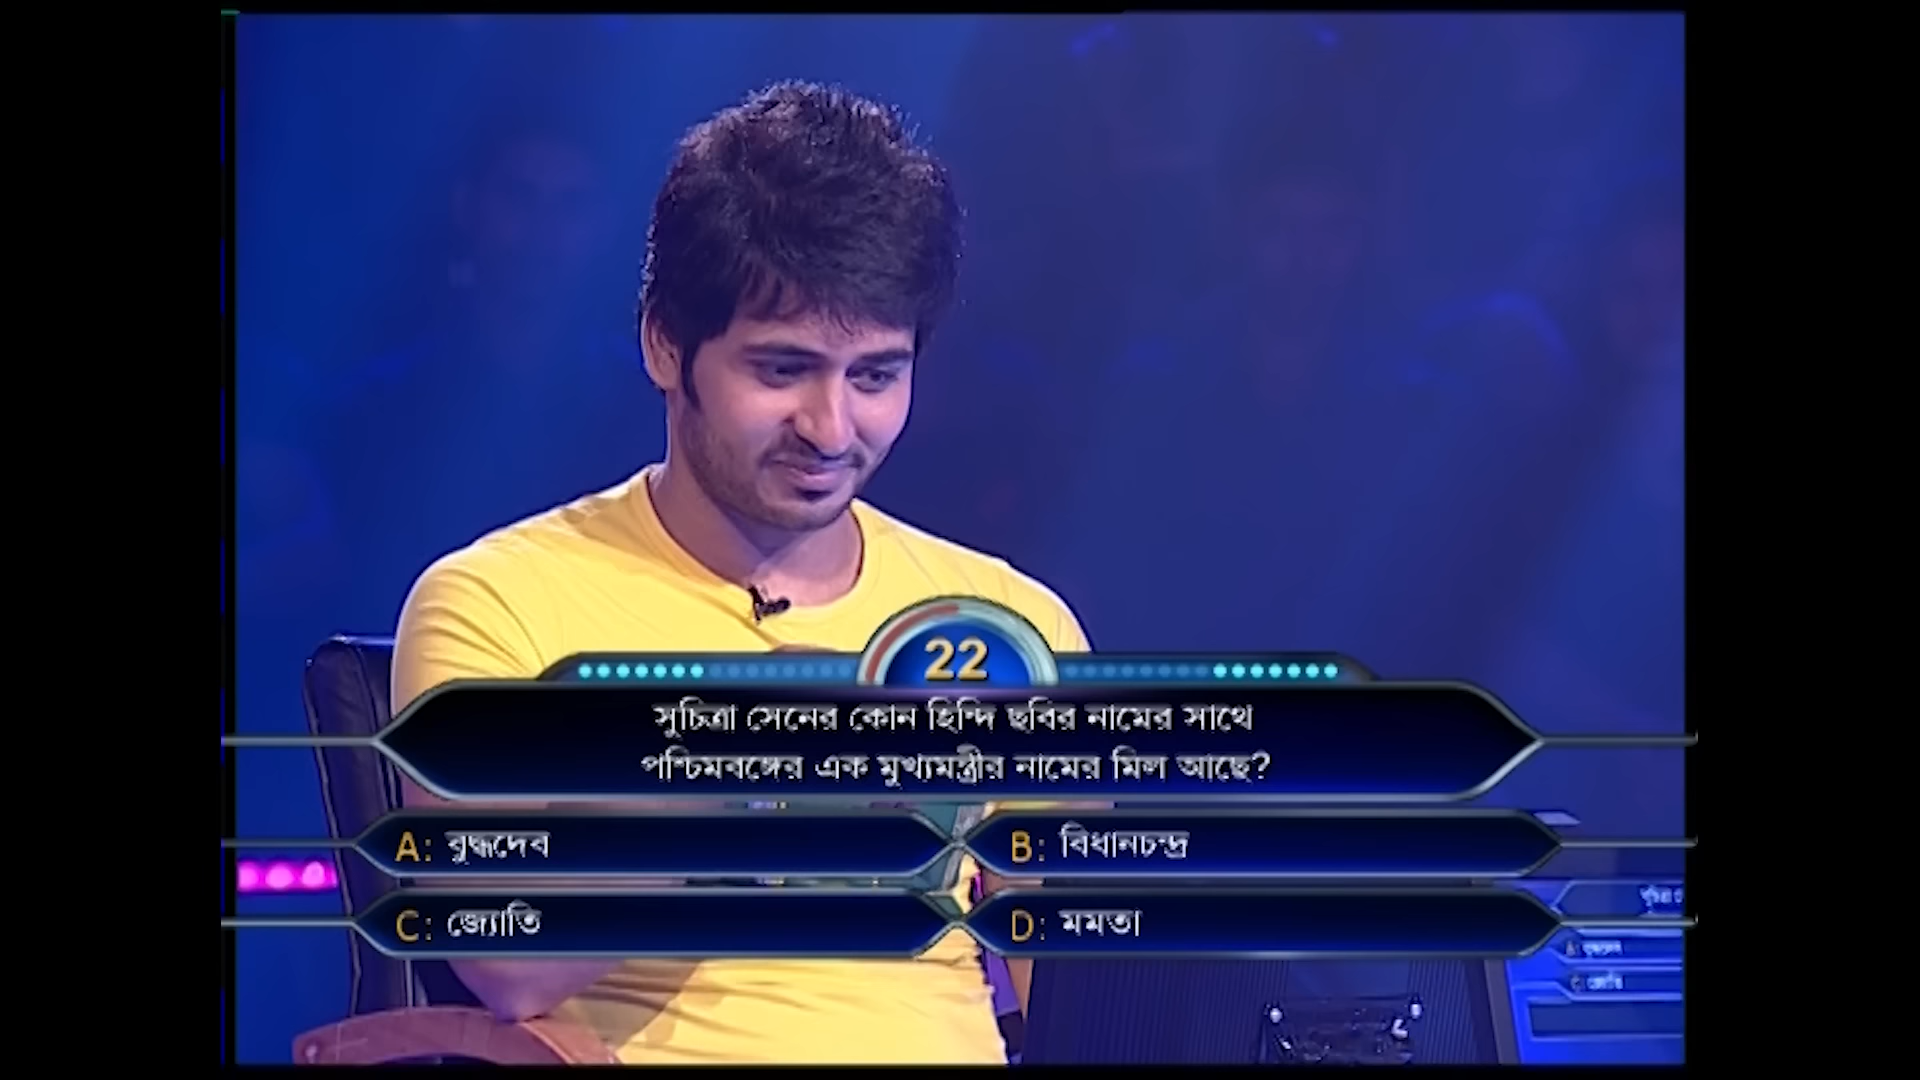 22
সুচিত্রা সেনের কোন হিন্দি ছবির নামের সাথে
পশ্চিমবঙ্গের এক মুখ্যমন্ত্রীর নামের মিল আছে?
A: বুদ্ধদেব
B: বিধানচন্দ্র
C: জ্যোতি
D: মমতা